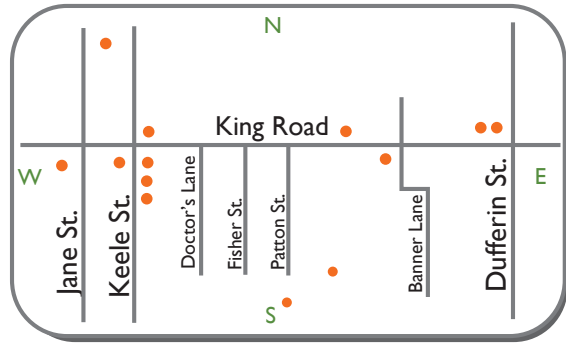 N
King Road
W
E
Jane St.
Keele St.
Doctor's Lane
Fisher St.
Patton St.
Banner Lane
Dufferin St.
S